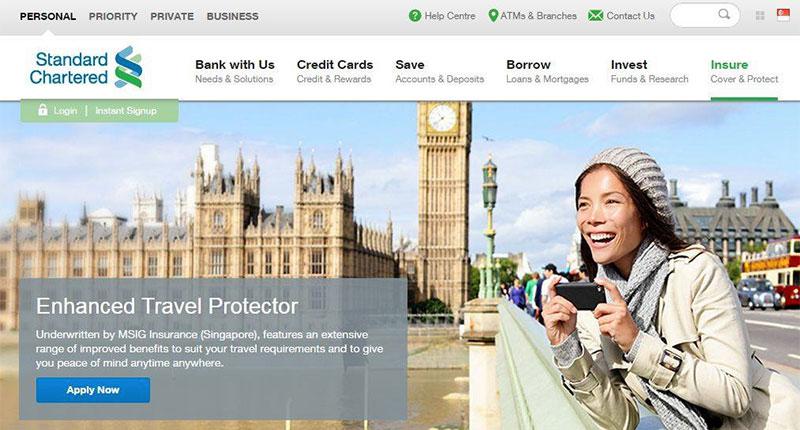 PERSONAL PRIORITY PRIVATE BUSINESS
Help Centre ATMs & Branches Contact Us
Standard
Chartered
Bank with Us Credit Cards Save Borrow Invest Insure
Needs & Solutions Credit & Rewards Accounts & Deposits Loans & Mortgages Funds & Research Cover & Protect
Login | Instant Signup
Enhanced Travel Protector
Underwritten by MSIG Insurance (Singapore), features an extensive
range of improved benefits to suit your travel requirements and to give
you peace of mind anytime anywhere.
Apply Now